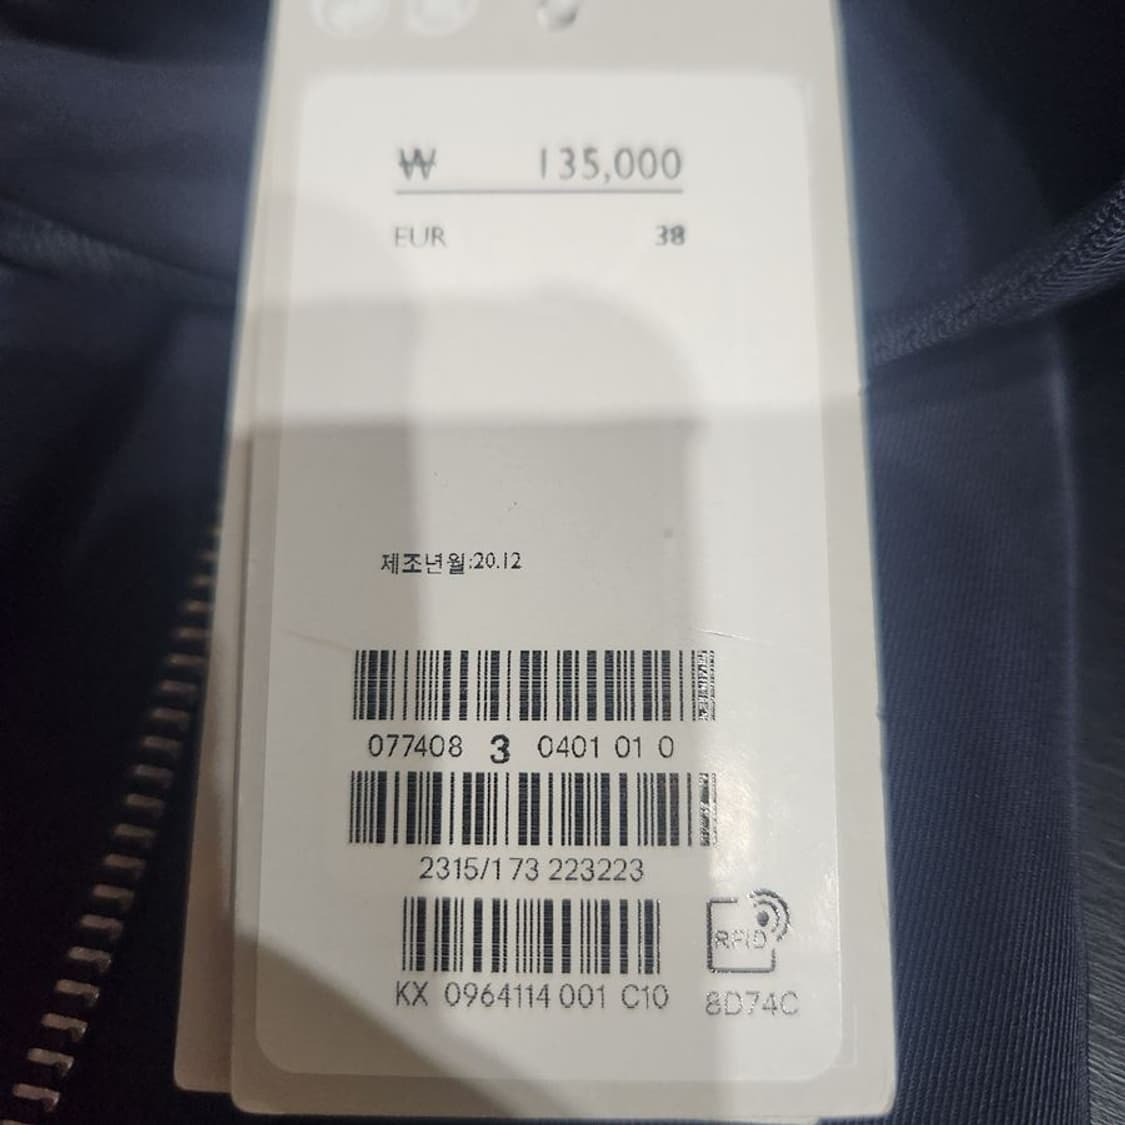 ₩ 135,000
EUR 38
제조년월:20.12
077408 3 0401 01 0
2315/173 223223
KX 0964114 001 C10
RFID
8D74C